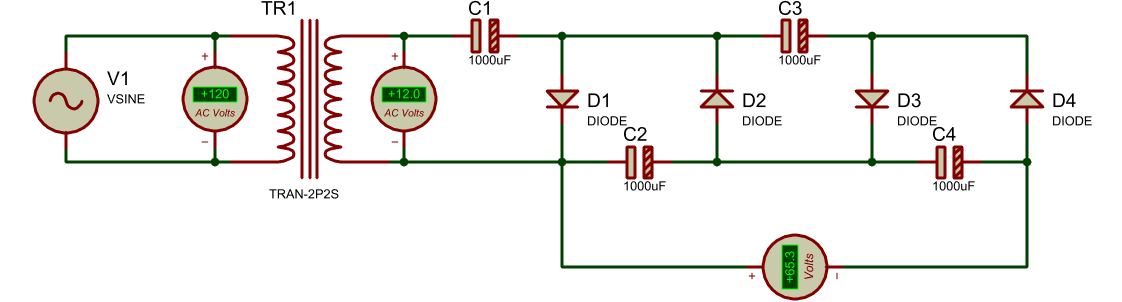 TR1
C1
C3
1000uF
1000uF
V1
VSINE
+
+120
AC Volts
−
+
+12.0
AC Volts
−
D1
DIODE
D2
DIODE
D3
DIODE
D4
DIODE
C2
C4
1000uF
1000uF
TRAN-2P2S
+
+65.3
Volts
−